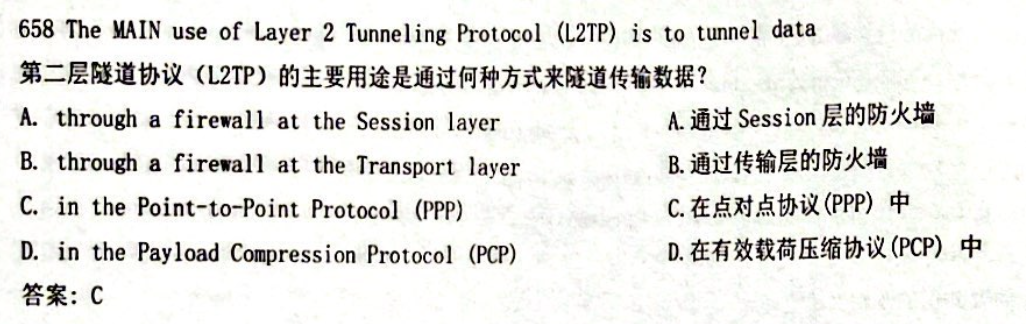 658 The MAIN use of Layer 2 Tunneling Protocol (L2TP) is to tunnel data
第二层隧道协议（L2TP）的主要用途是通过何种方式来隧道传输数据？
A. through a firewall at the Session layer A.通过 Session 层的防火墙
B. through a firewall at the Transport layer B.通过传输层的防火墙
C. in the Point-to-Point Protocol (PPP) C.在点对点协议(PPP) 中
D. in the Payload Compression Protocol (PCP) D.在有效载荷压缩协议(PCP) 中
答案：C